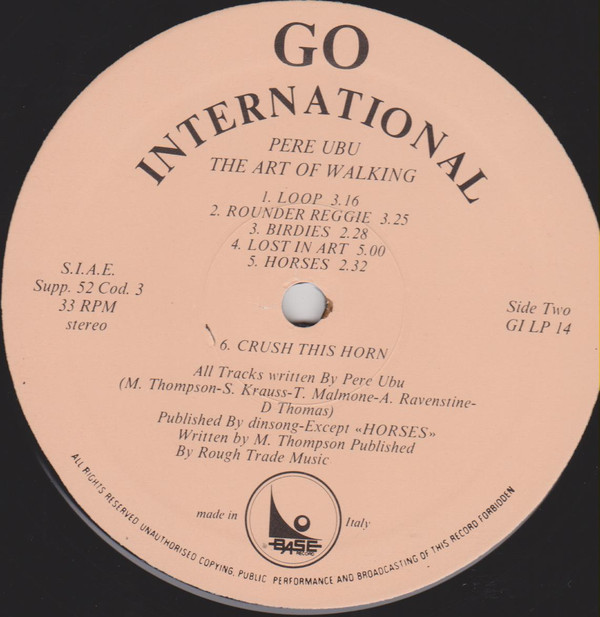 GO
INTERNATIONAL
PERE UBU
THE ART OF WALKING
1. LOOP 3.16
2. ROUNDER REGGIE 3.25
3. BIRDIES 2.28
4. LOST IN ART 5.00
5. HORSES 2.32
S.I.A.E.
Supp. 52 Cod. 3
33 RPM
stereo
Side Two
GI LP 14
6. CRUSH THIS HORN
All Tracks written By Pere Ubu
(M. Thompson-S. Krauss-T. Malmone-A. Ravenstine-
D Thomas)
Published By dinsong-Except «HORSES»
Written by M. Thompson Published
By Rough Trade Music
made in
BASE
RECORD
Italy
ALL RIGHTS RESERVED UNAUTHORISED COPYING, PUBLIC PERFORMANCE AND BROADCASTING OF THIS RECORD FORBIDDEN